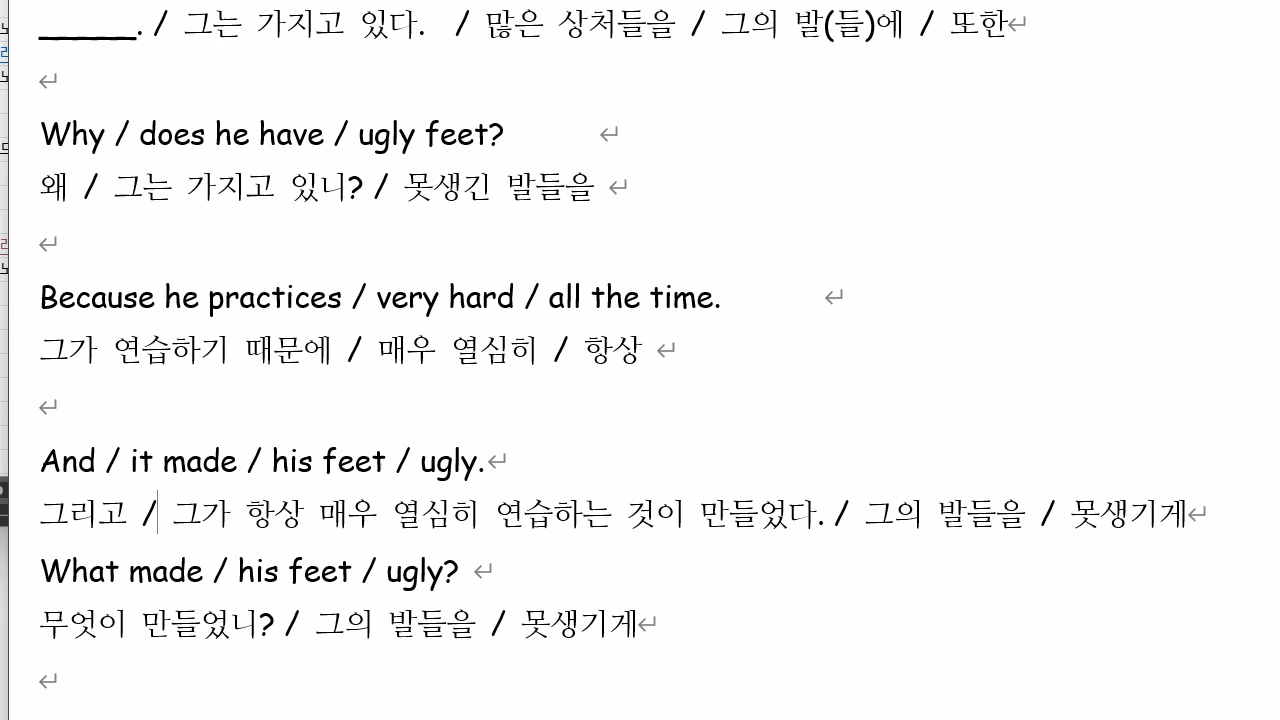 _____. / 그는 가지고 있다. / 많은 상처들을 / 그의 발(들)에 / 또한
Why / does he have / ugly feet?
왜 / 그는 가지고 있니? / 못생긴 발들을
Because he practices / very hard / all the time.
그가 연습하기 때문에 / 매우 열심히 / 항상
And / it made / his feet / ugly.
그리고 / 그가 항상 매우 열심히 연습하는 것이 만들었다. / 그의 발들을 / 못생기게
What made / his feet / ugly?
무엇이 만들었니? / 그의 발들을 / 못생기게